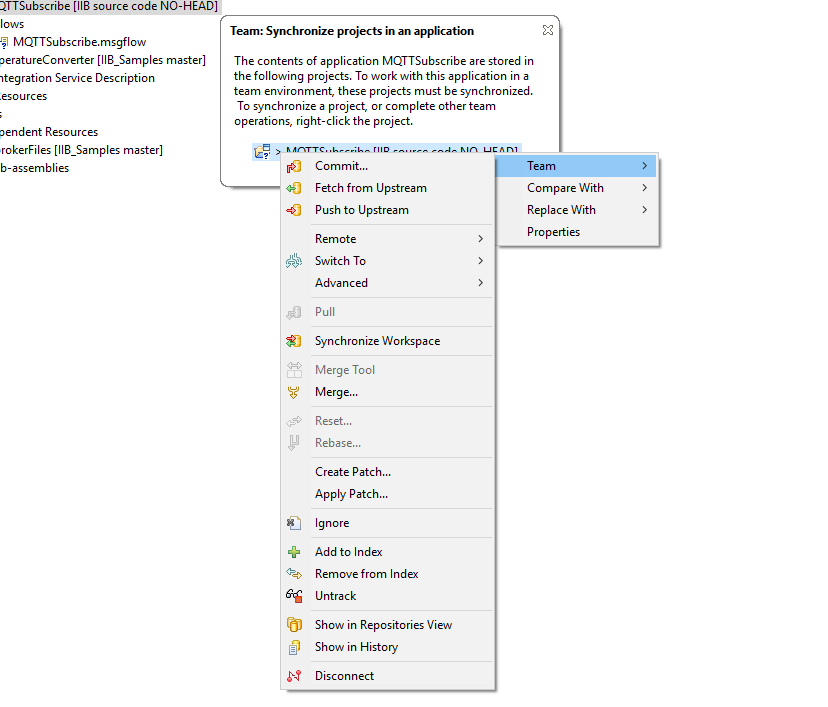 QTTSubscribe [IIB source code NO-HEAD]
lows
MQTTSubscribe.msgflow
peratureConverter [IIB_Samples master]
ntegration Service Description
esources
s
pendent Resources
rokerFiles [IIB_Samples master]
b-assemblies
Team: Synchronize projects in an application
The contents of application MQTTSubscribe are stored in
the following projects. To work with this application in a
team environment, these projects must be synchronized.
To synchronize a project, or complete other team
operations, right-click the project.
> MQTTSubscribe [IIB source code NO-HEAD]
Commit...
Fetch from Upstream
Push to Upstream
Remote
Switch To
Advanced
Pull
Synchronize Workspace
Merge Tool
Merge...
Reset...
Rebase...
Create Patch...
Apply Patch...
Ignore
Add to Index
Remove from Index
Untrack
Show in Repositories View
Show in History
Disconnect
Team
Compare With
Replace With
Properties